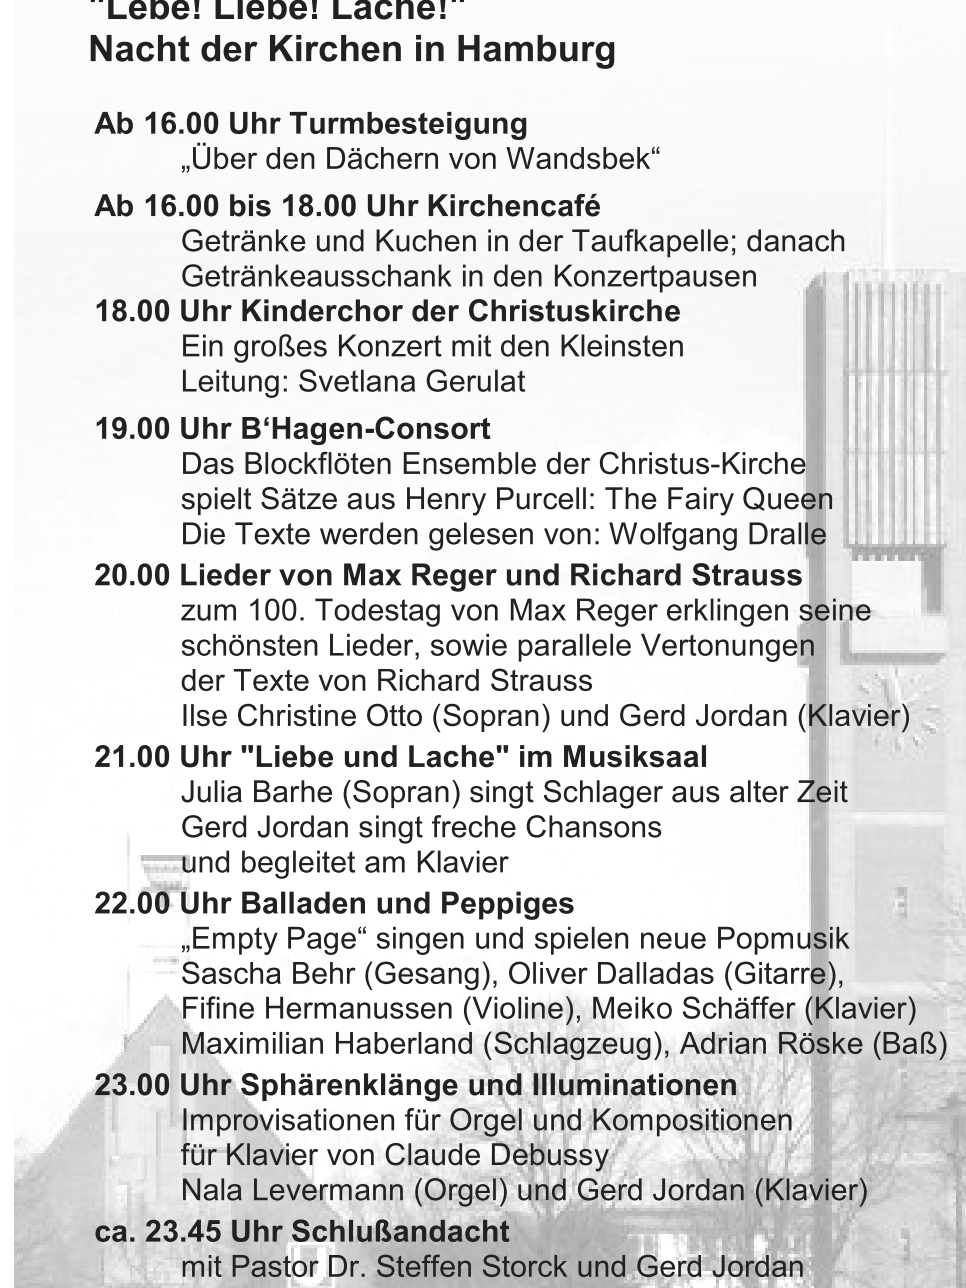 "Lebe! Liebe! Lache!"
Nacht der Kirchen in Hamburg
Ab 16.00 Uhr Turmbesteigung
„Über den Dächern von Wandsbek“
Ab 16.00 bis 18.00 Uhr Kirchencafé
Getränke und Kuchen in der Taufkapelle; danach
Getränkeausschank in den Konzertpausen
18.00 Uhr Kinderchor der Christuskirche
Ein großes Konzert mit den Kleinsten
Leitung: Svetlana Gerulat
19.00 Uhr B‘Hagen-Consort
Das Blockflöten Ensemble der Christus-Kirche
spielt Sätze aus Henry Purcell: The Fairy Queen
Die Texte werden gelesen von: Wolfgang Dralle
20.00 Lieder von Max Reger und Richard Strauss
zum 100. Todestag von Max Reger erklingen seine
schönsten Lieder, sowie parallele Vertonungen
der Texte von Richard Strauss
Ilse Christine Otto (Sopran) und Gerd Jordan (Klavier)
21.00 Uhr "Liebe und Lache" im Musiksaal
Julia Barhe (Sopran) singt Schlager aus alter Zeit
Gerd Jordan singt freche Chansons
und begleitet am Klavier
22.00 Uhr Balladen und Peppiges
„Empty Page“ singen und spielen neue Popmusik
Sascha Behr (Gesang), Oliver Dalladas (Gitarre),
Fifine Hermanussen (Violine), Meiko Schäffer (Klavier)
Maximilian Haberland (Schlagzeug), Adrian Röske (Baß)
23.00 Uhr Sphärenklänge und Illuminationen
Improvisationen für Orgel und Kompositionen
für Klavier von Claude Debussy
Nala Levermann (Orgel) und Gerd Jordan (Klavier)
ca. 23.45 Uhr Schlußandacht
mit Pastor Dr. Steffen Storck und Gerd Jordan